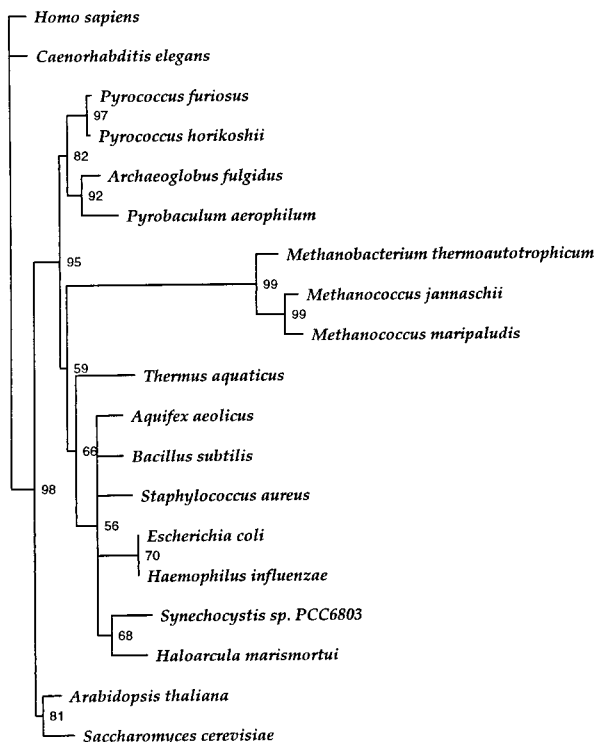 Homo sapiens
Caenorhabditis elegans
Pyrococcus furiosus
97
Pyrococcus horikoshii
82
Archaeoglobus fulgidus
92
Pyrobaculum aerophilum
Methanobacterium thermoautotrophicum
95
99
Methanococcus jannaschii
99
Methanococcus maripaludis
59
Thermus aquaticus
Aquifex aeolicus
66
Bacillus subtilis
98
Staphylococcus aureus
56
Escherichia coli
70
Haemophilus influenzae
Synechocystis sp. PCC6803
68
Haloarcula marismortui
Arabidopsis thaliana
81
Saccharomyces cerevisiae